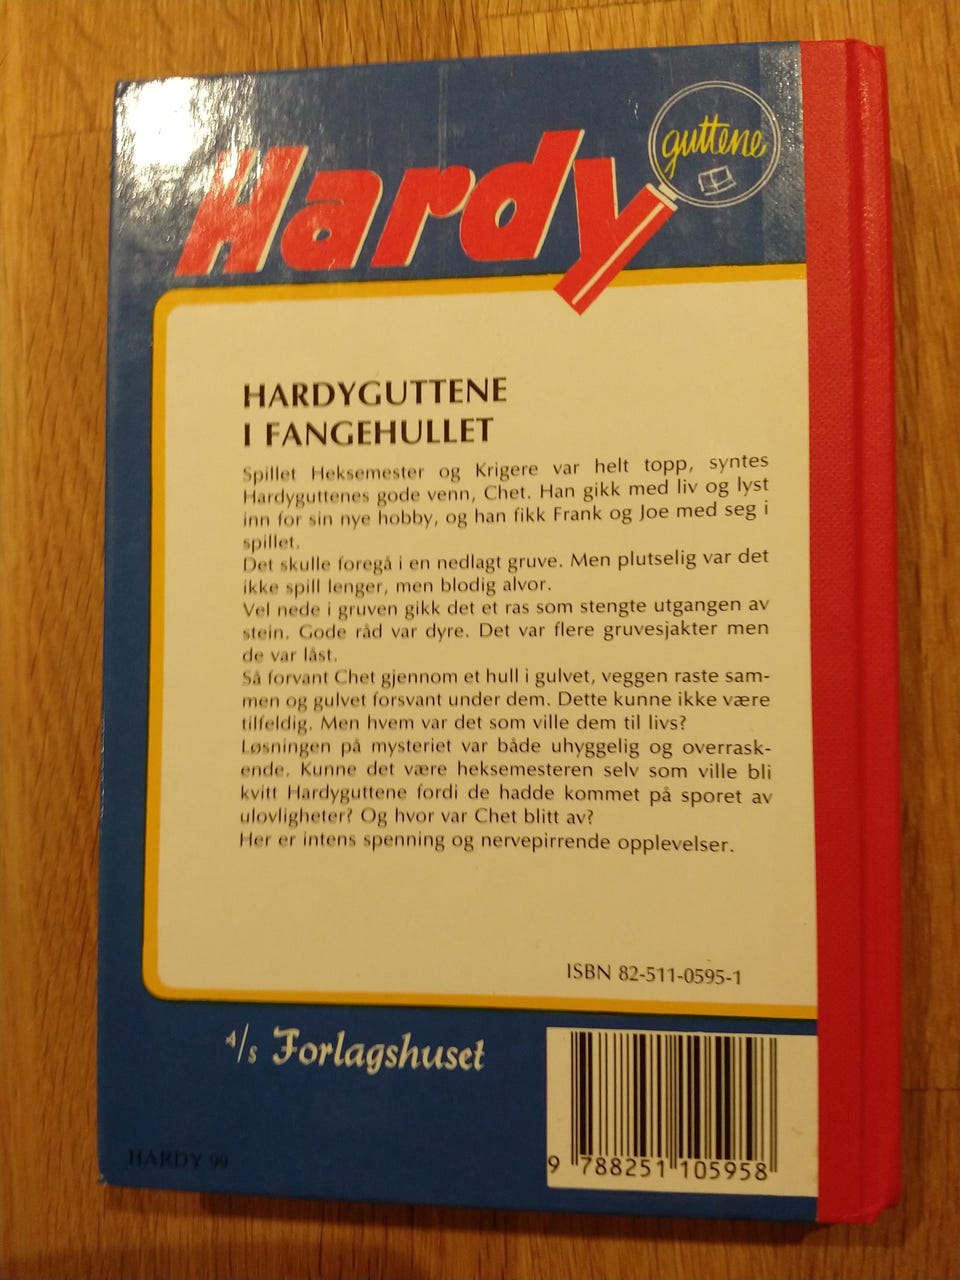 Hardy
guttene
HARDYGUTTENE
I FANGEHULLET
Spillet Heksemester og Krigere var helt topp, syntes
Hardyguttenes gode venn, Chet. Han gikk med liv og lyst
inn for sin nye hobby, og han fikk Frank og Joe med seg i
spillet.
Det skulle foregå i en nedlagt gruve. Men plutselig var det
ikke spill lenger, men blodig alvor.
Vel nede i gruven gikk det et ras som stengte utgangen av
stein. Gode råd var dyre. Det var flere gruvesjakter men
de var låst.
Så forvant Chet gjennom et hull i gulvet, veggen raste sam-
men og gulvet forsvant under dem. Dette kunne ikke være
tilfeldig. Men hvem var det som ville dem til livs?
Løsningen på mysteriet var både uhyggelig og overrask-
ende. Kunne det være heksemesteren selv som ville bli
kvitt Hardyguttene fordi de hadde kommet på sporet av
ulovligheter? Og hvor var Chet blitt av?
Her er intens spenning og nervepirrende opplevelser.
ISBN 82-511-0595-1
A/s Forlagshuset
HARDY 99
9 788251 105958